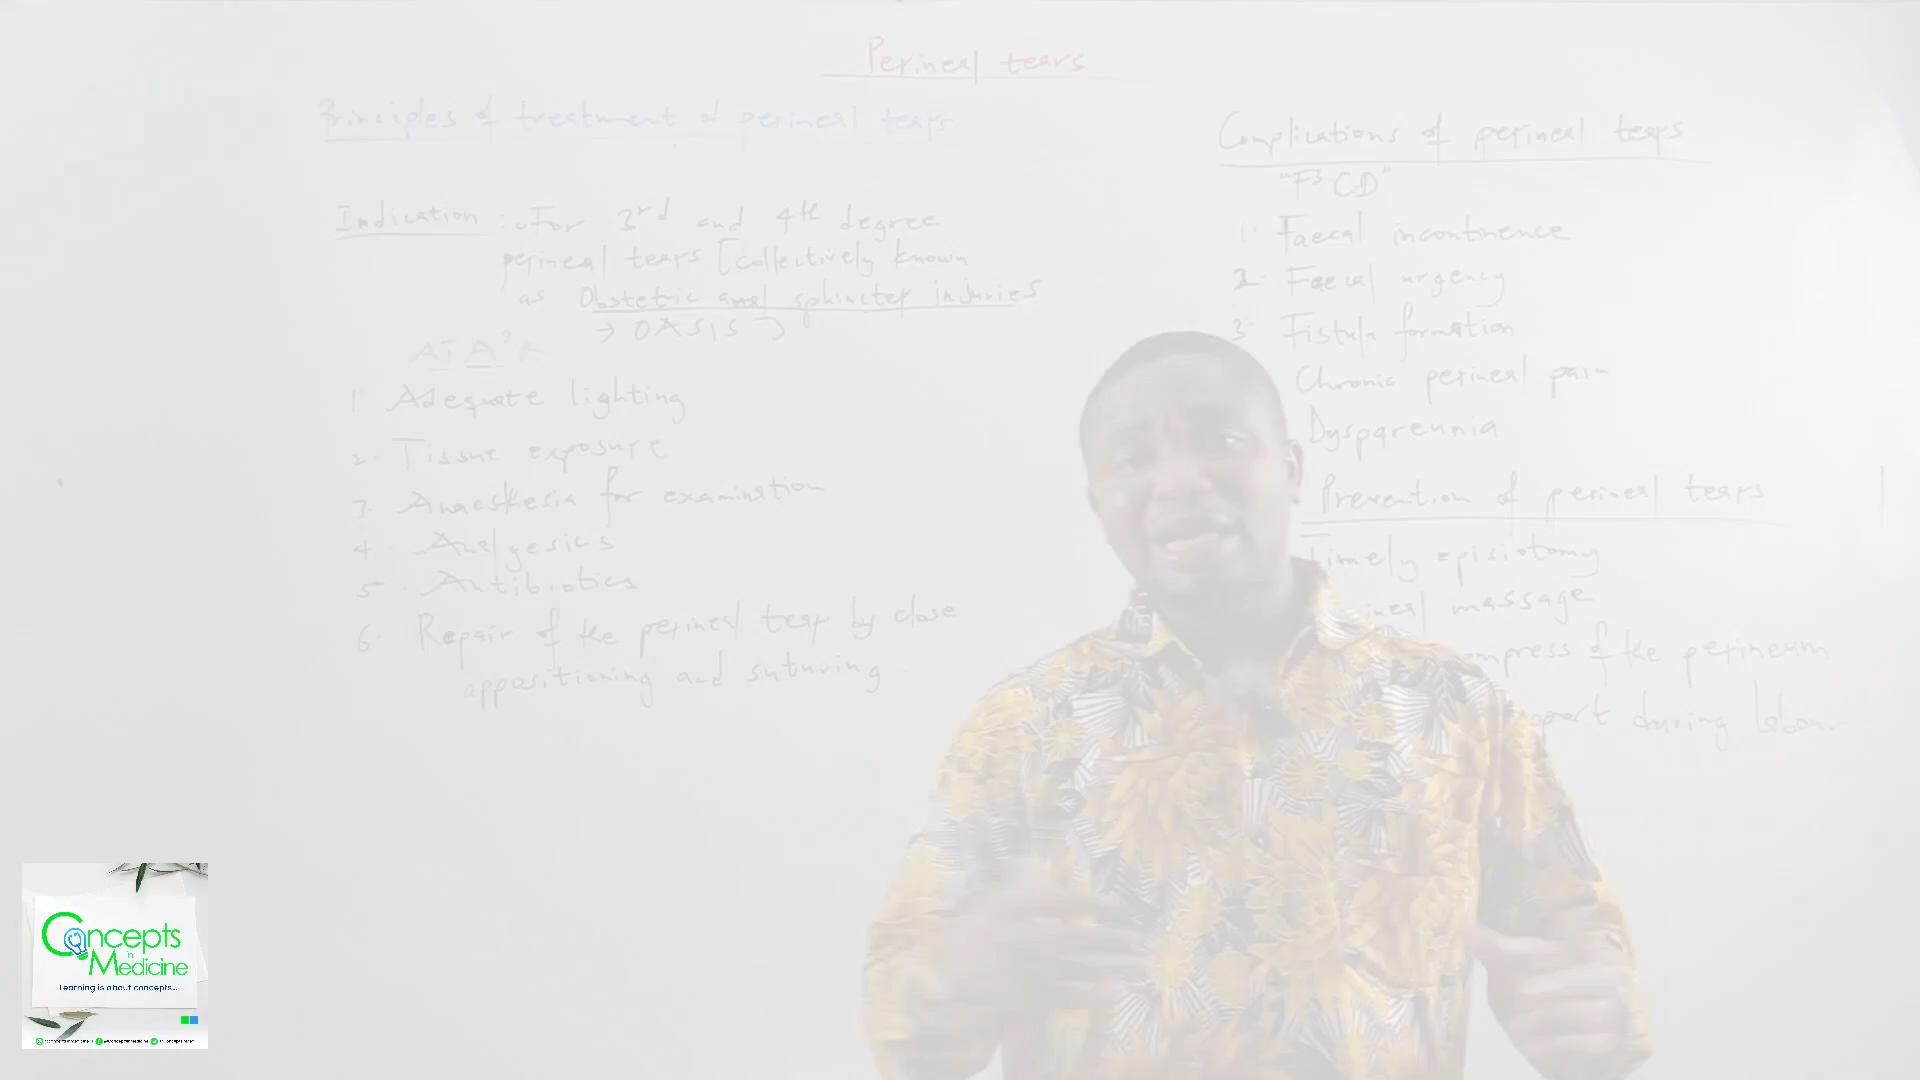 Perineal tears
Principles of treatment of perineal tears
Indication : For 3rd and 4th degree
perineal tears [collectively known
as Obstetric anal sphincter injuries
→ OASIS]
ATA³R
1. Adequate lighting
2. Tissue exposure
3. Anaesthesia for examination
4. Analgesics
5. Antibiotics
6. Repair of the perineal tear by close
appositioning and suturing
Complications of perineal tears
"F³CD"
1. Faecal incontinence
2. Faecal urgency
3. Fistula formation
Chronic perineal pain
Dyspareunia
Prevention of perineal tears
Timely episiotomy
massage
of the perineum
during labour.
Concepts
in
Medicine
Learning is about concepts...